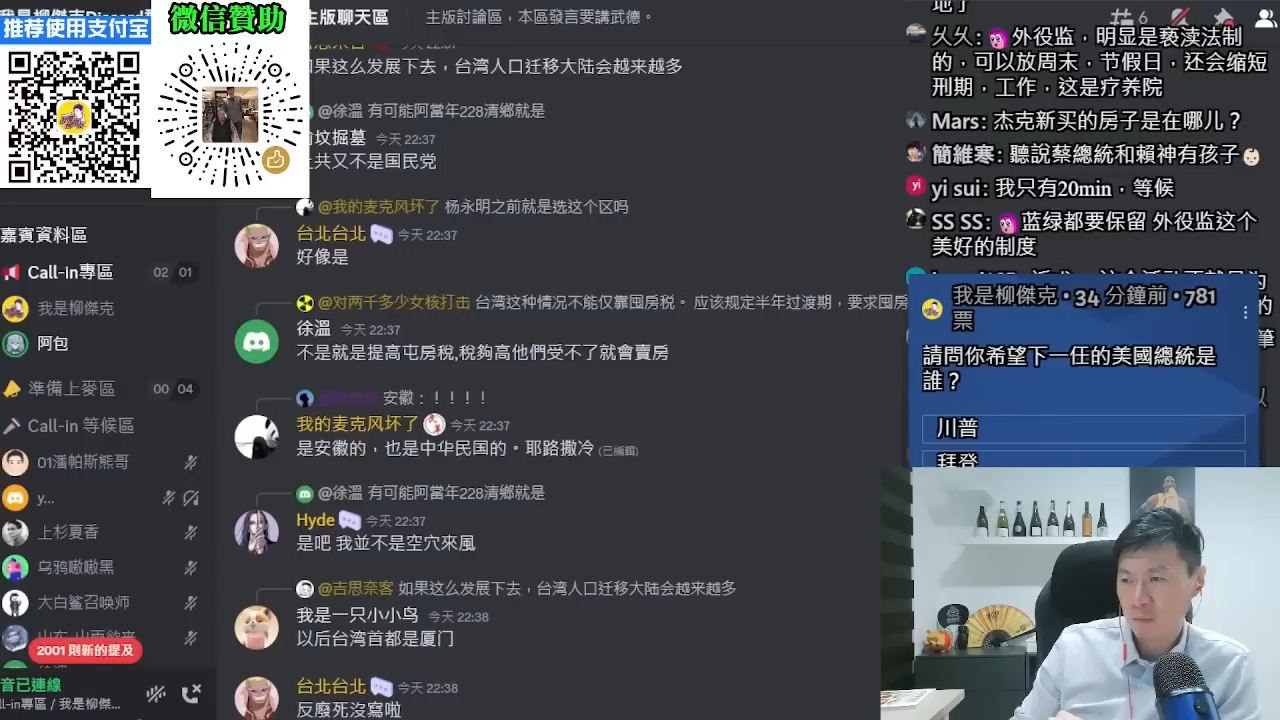 推荐使用支付宝
微信贊助
嘉賓資料區
Call-in專區
02 01
我是柳傑克
阿包
準備上麥區
00 04
Call-in 等候區
01潘帕斯熊哥
y...
上杉夏香
乌鸦嗷嗷黑
大白鲨召唤师
2001 則新的提及
音已連線
ll-in專區 / 我是柳傑...
主版聊天區
主版討論區，本區發言要講武德。
果这么发展下去，台湾人口迁移大陆会越来越多
@徐溫 有可能阿當年228清鄉就是
坟掘墓 今天 22:37
共又不是国民党
@我的麦克风坏了 杨永明之前就是选这个区吗
台北台北 今天 22:37
好像是
@对两千多少女核打击 台湾这种情况不能仅靠囤房税。 应该规定半年过渡期，要求囤房
徐溫 今天 22:37
不是就是提高屯房稅,稅夠高他們受不了就會賣房
安徽：！！！！
我的麦克风坏了 今天 22:37
是安徽的，也是中华民国的。耶路撒冷 (已編輯)
@徐溫 有可能阿當年228清鄉就是
Hyde 今天 22:37
是吧 我並不是空穴來風
@吉思奈客 如果这么发展下去，台湾人口迁移大陆会越来越多
我是一只小小鸟 今天 22:38
以后台湾首都是厦门
台北台北 今天 22:38
反廢死沒寫啦
6
乆乆: 外役监，明显是亵渎法制
的，可以放周末，节假日，还会缩短
刑期，工作，这是疗养院
Mars: 杰克新买的房子是在哪儿？
簡維寒: 聽說蔡總統和賴神有孩子
yi sui: 我只有20min，等候
SS SS: 蓝绿都要保留 外役监这个
美好的制度
我是柳傑克 • 34 分鐘前 • 781
票
請問你希望下一任的美國總統是
誰？
川普
拜登